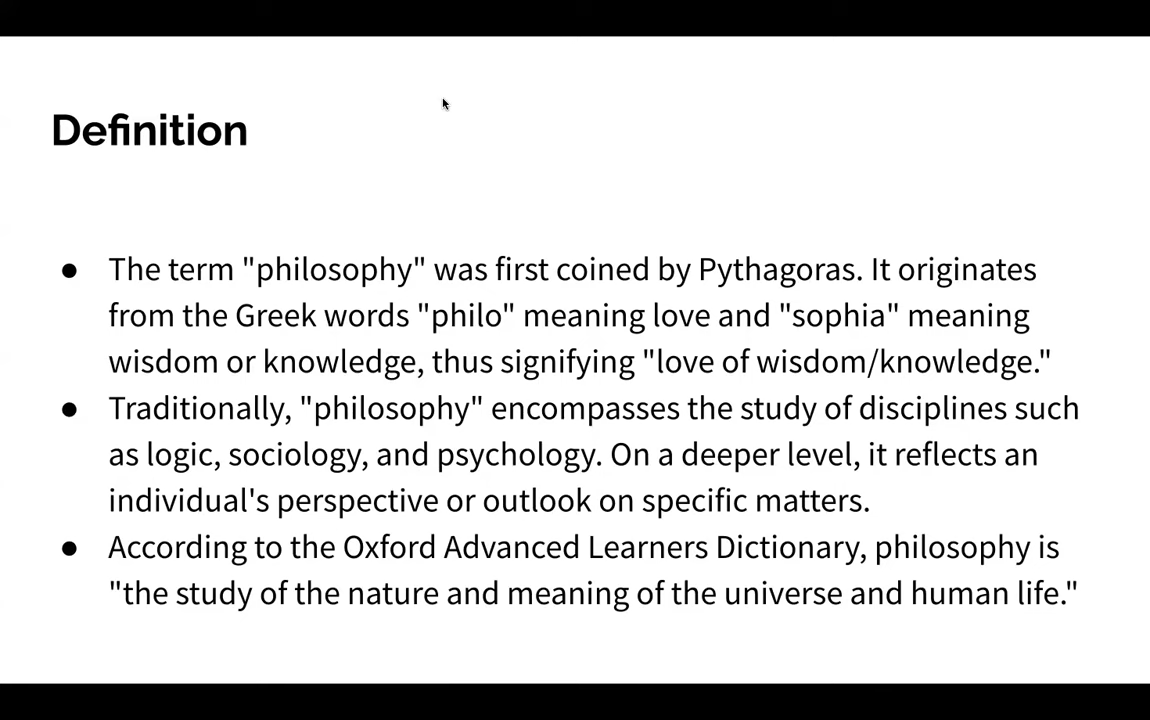 Definition
● The term "philosophy" was first coined by Pythagoras. It originates
from the Greek words "philo" meaning love and "sophia" meaning
wisdom or knowledge, thus signifying "love of wisdom/knowledge."
● Traditionally, "philosophy" encompasses the study of disciplines such
as logic, sociology, and psychology. On a deeper level, it reflects an
individual's perspective or outlook on specific matters.
● According to the Oxford Advanced Learners Dictionary, philosophy is
"the study of the nature and meaning of the universe and human life."